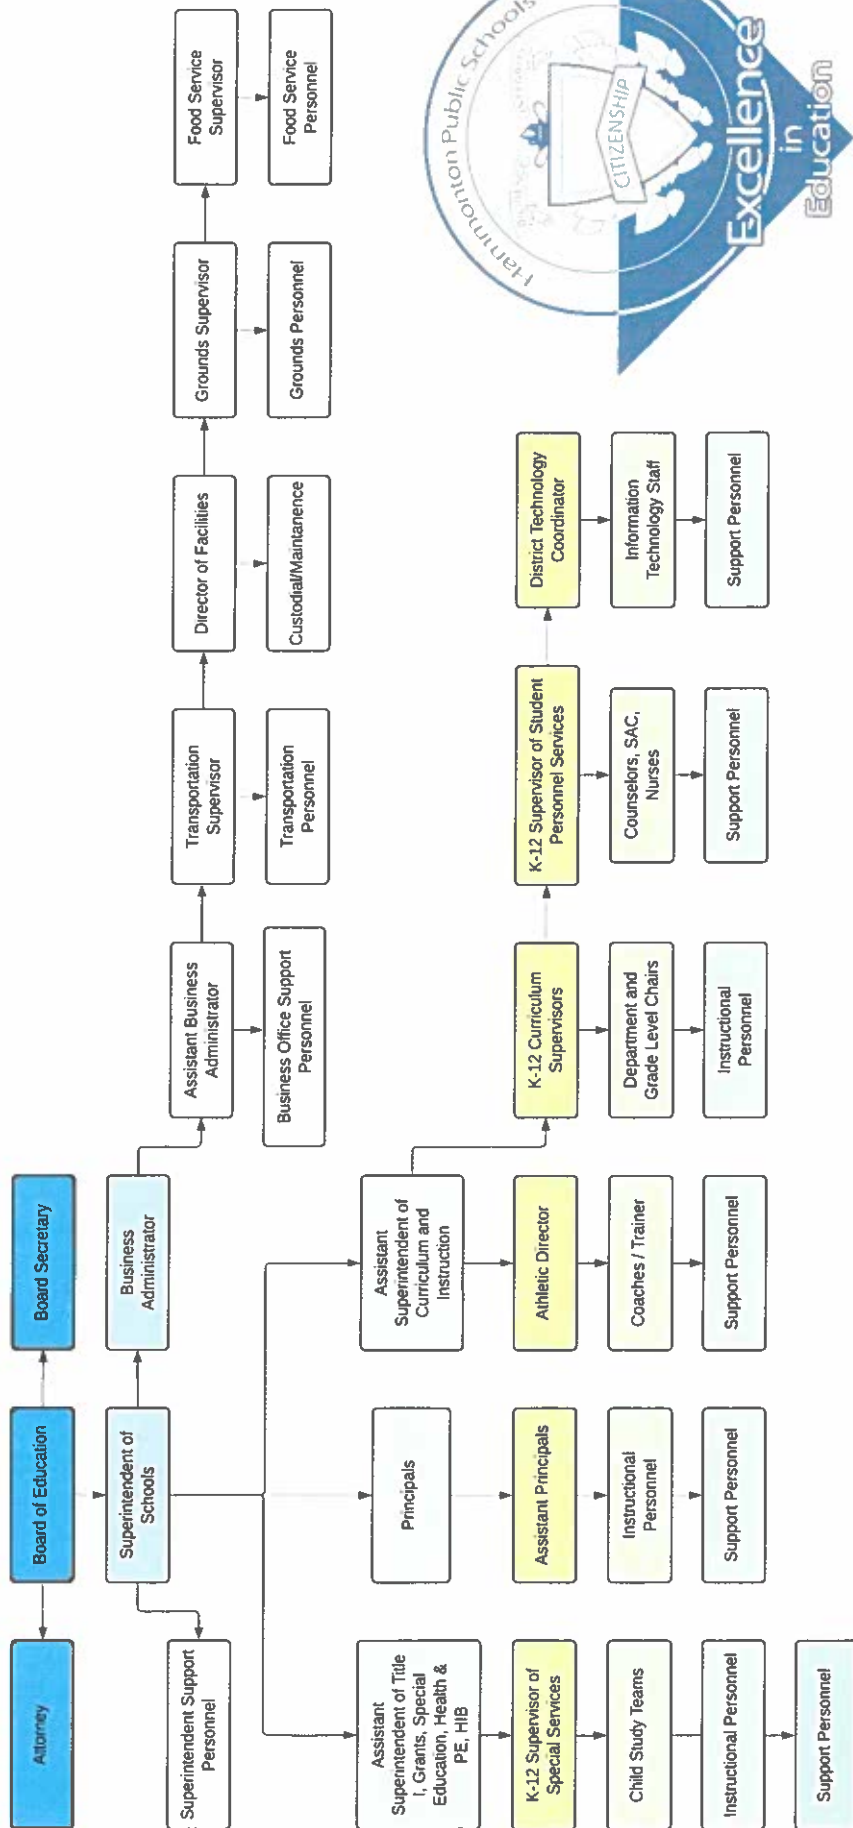 Attorney
Board of Education
Board Secretary
Superintendent Support
Personnel
Superintendent of
Schools
Business
Administrator
Assistant Business
Administrator
Transportation
Supervisor
Director of Facilities
Grounds Supervisor
Food Service
Supervisor
Business Office Support
Personnel
Transportation
Personnel
Custodial/Maintanence
Grounds Personnel
Food Service
Personnel
Assistant
Superintendent of Title
I, Grants, Special
Education, Health &
PE, HIB
Principals
Assistant
Superintendent of
Curriculum and
Instruction
K-12 Supervisor of
Special Services
Assistant Principals
Athletic Director
K-12 Curriculum
Supervisors
K-12 Supervisor of Student
Personnel Services
District Technology
Coordinator
Child Study Teams
Instructional
Personnel
Coaches / Trainer
Department and
Grade Level Chairs
Counselors, SAC,
Nurses
Information
Technology Staff
Instructional Personnel
Support Personnel
Support Personnel
Instructional
Personnel
Support Personnel
Support Personnel
Support Personnel
Hammonton Public Schools
CITIZENSHIP
Excellence
in
Education